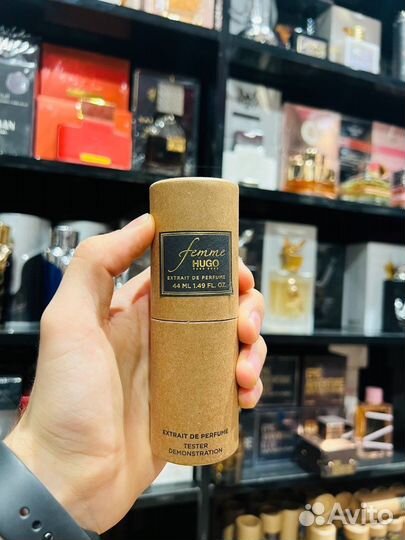 femme
HUGO
HUGO BOSS
EXTRAIT DE PERFUME
44 ML 1.49 FL. OZ.
EXTRAIT DE PERFUME
TESTER
DEMONSTRATION
Avito